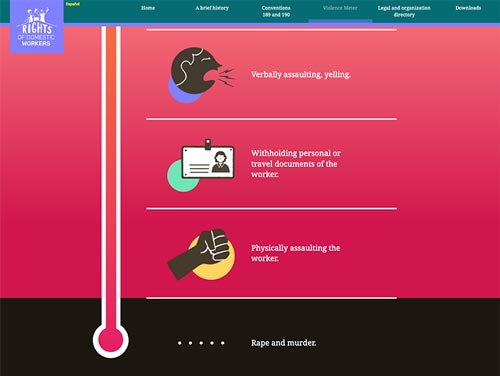 Español
Home
A brief history
Conventions
189 and 190
Violence Meter
Legal and organization
directory
Downloads
RIGHTS
OF DOMESTIC
WORKERS
Verbally assaulting, yelling.
Withholding personal or
travel documents of the
worker.
Physically assaulting the
worker.
Rape and murder.